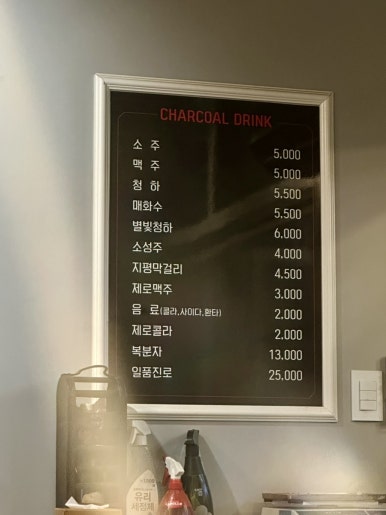 CHARCOAL DRINK
소 주 5.000
맥 주 5.000
청 하 5.500
매화수 5.500
별빛청하 6.000
소성주 4.000
지평막걸리 4.500
제로맥주 3.000
음 료(콜라,사이다,환타) 2.000
제로콜라 2.000
복분자 13.000
일품진로 25.000
유리
세정제